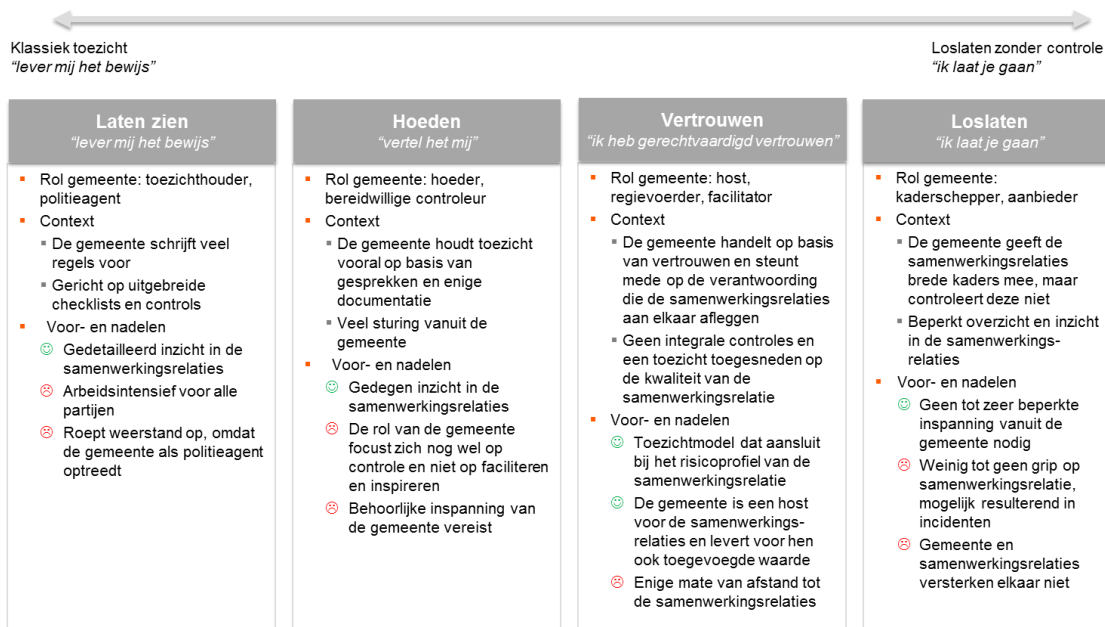 Klassiek toezicht
“lever mij het bewijs”
Loslaten zonder controle
“ik laat je gaan”
Laten zien
“lever mij het bewijs”
Rol gemeente: toezichthouder,
politieagent
Context
De gemeente schrijft veel
regels voor
Gericht op uitgebreide
checklists en controls
Voor- en nadelen
Gedetailleerd inzicht in de
samenwerkingsrelaties
Arbeidsintensief voor alle
partijen
Roept weerstand op, omdat
de gemeente als politieagent
optreedt
Hoeden
“vertel het mij”
Rol gemeente: hoeder,
bereidwillige controleur
Context
De gemeente houdt toezicht
vooral op basis van
gesprekken en enige
documentatie
Veel sturing vanuit de
gemeente
Voor- en nadelen
Gedegen inzicht in de
samenwerkingsrelaties
De rol van de gemeente
focust zich nog wel op
controle en niet op faciliteren
en inspireren
Behoorlijke inspanning van
de gemeente vereist
Vertrouwen
“ik heb gerechtvaardigd vertrouwen”
Rol gemeente: host,
regievoerder, facilitator
Context
De gemeente handelt op basis
van vertrouwen en steunt
mede op de verantwoording
die de samenwerkingsrelaties
aan elkaar afleggen
Geen integrale controles en
een toezicht toegesneden op
de kwaliteit van de
samenwerkingsrelatie
Voor- en nadelen
Toezichtmodel dat aansluit
bij het risicoprofiel van de
samenwerkingsrelatie
De gemeente is een host
voor de samenwerkings-
relaties en levert voor hen
ook toegevoegde waarde
Enige mate van afstand tot
de samenwerkingsrelaties
Loslaten
“ik laat je gaan”
Rol gemeente:
kaderschepper, aanbieder
Context
De gemeente geeft de
samenwerkingsrelaties
brede kaders mee, maar
controleert deze niet
Beperkt overzicht en inzicht
in de samenwerkings-
relaties
Voor- en nadelen
Geen tot zeer beperkte
inspanning vanuit de
gemeente nodig
Weinig tot geen grip op
samenwerkingsrelatie,
mogelijk resulterend in
incidenten
Gemeente en
samenwerkingsrelaties
versterken elkaar niet